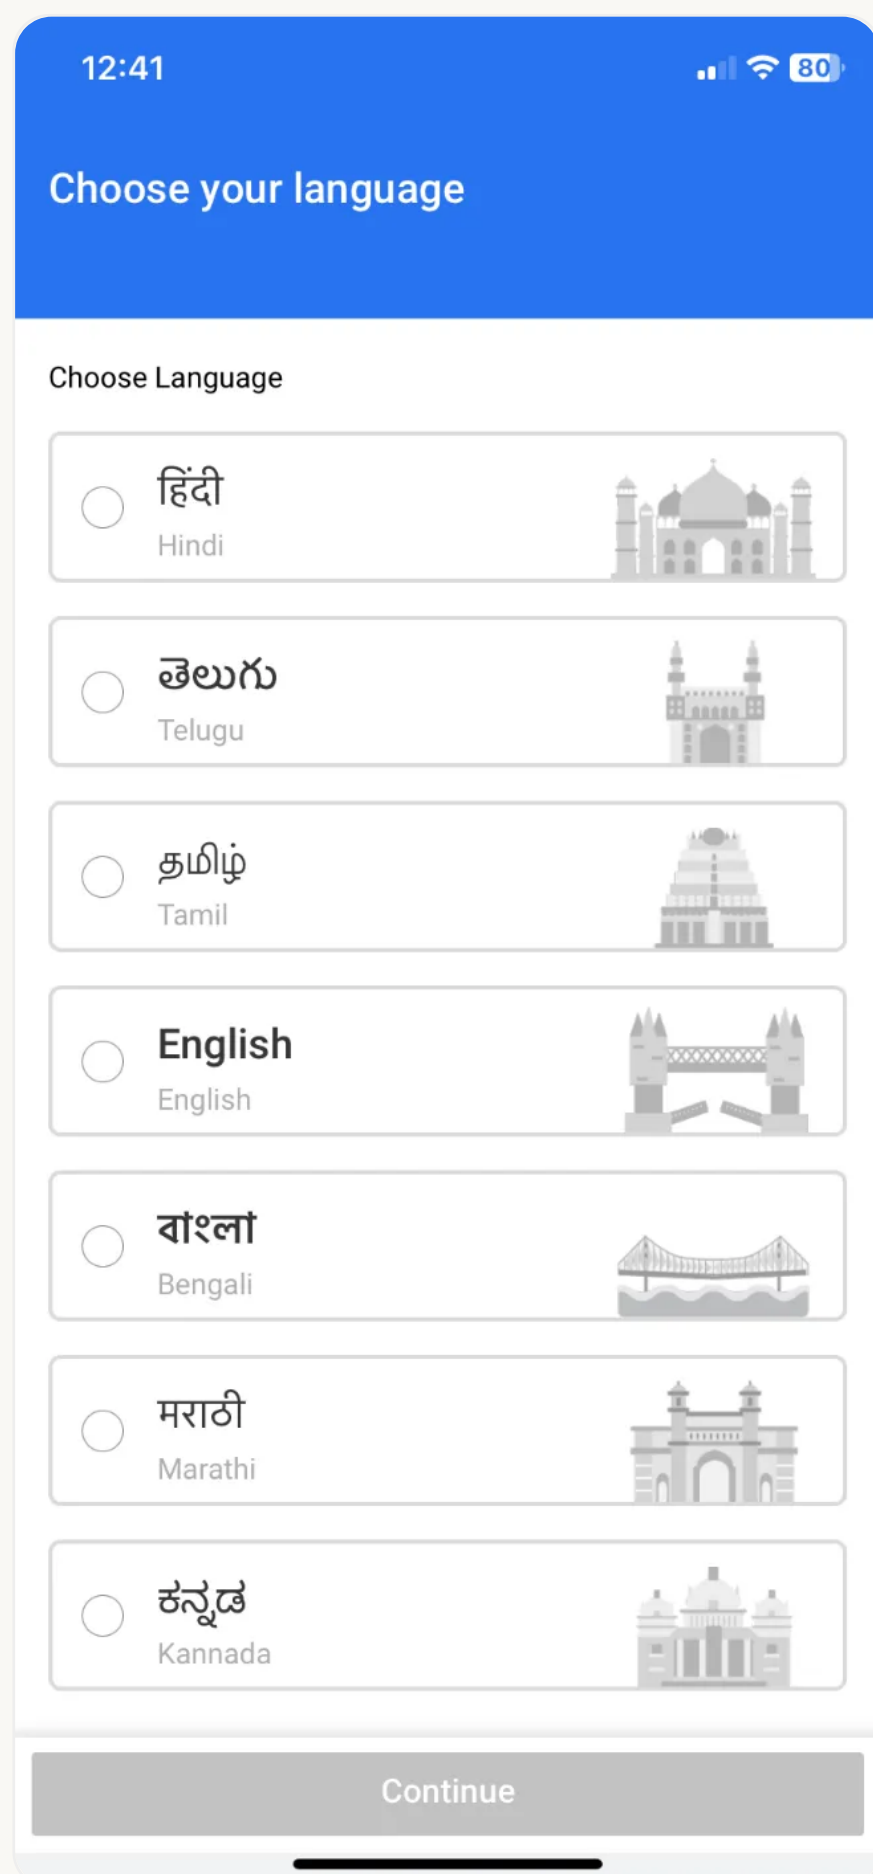 12:41
80
Choose your language
Choose Language
हिंदी
Hindi
తెలుగు
Telugu
தமிழ்
Tamil
English
English
বাংলা
Bengali
मराठी
Marathi
ಕನ್ನಡ
Kannada
Continue